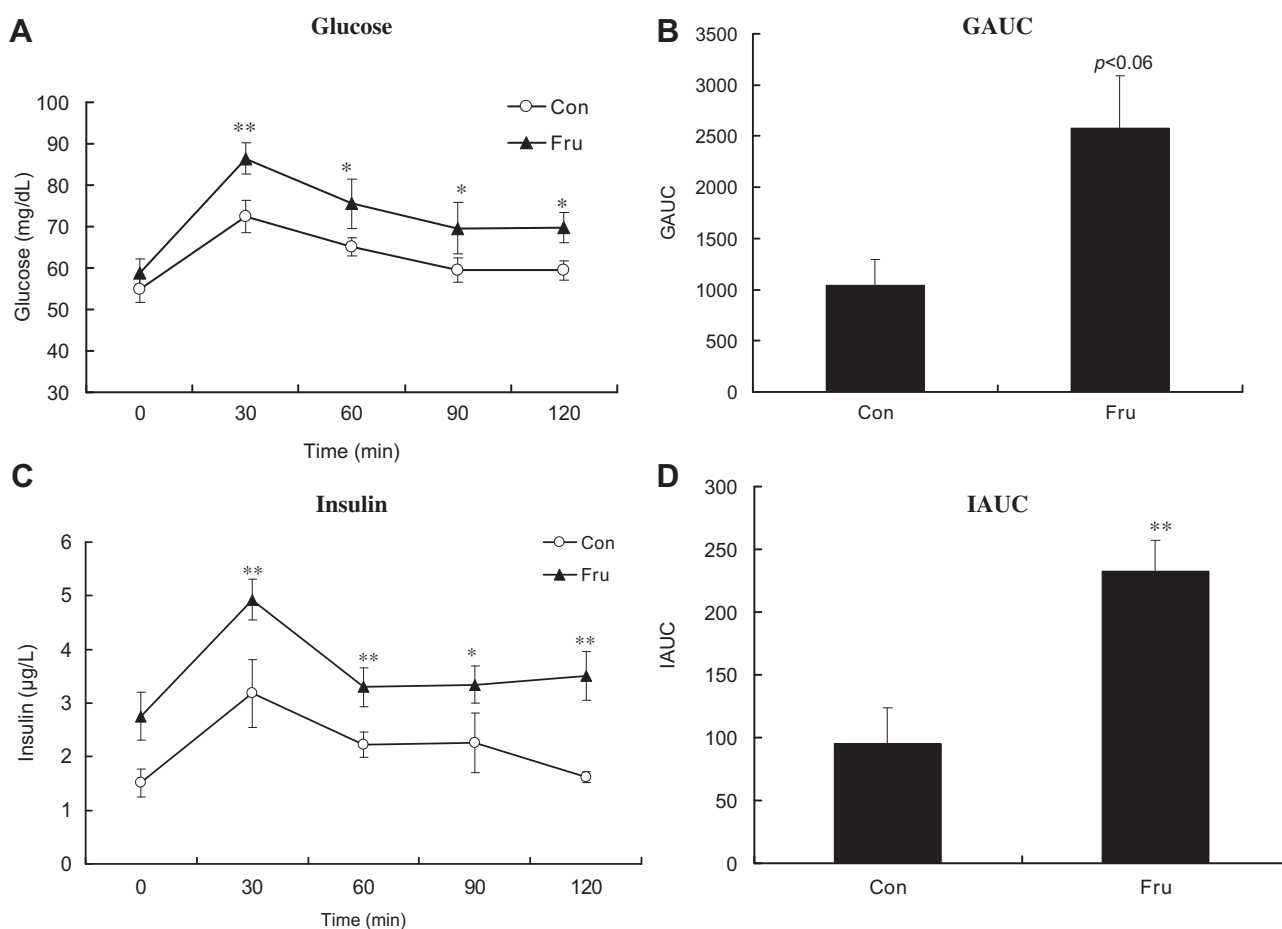 A
Glucose
Con
Fru
100
90
80
70
60
50
40
30
Glucose (mg/dL)
**
*
*
*
0 30 60 90 120
Time (min)
B
GAUC
p<0.06
3500
3000
2500
2000
1500
1000
500
0
GAUC
Con Fru
C
Insulin
Con
Fru
6
5
4
3
2
1
0
Insulin (µg/L)
**
**
*
**
0 30 60 90 120
Time (min)
D
IAUC
**
300
250
200
150
100
50
0
IAUC
Con Fru